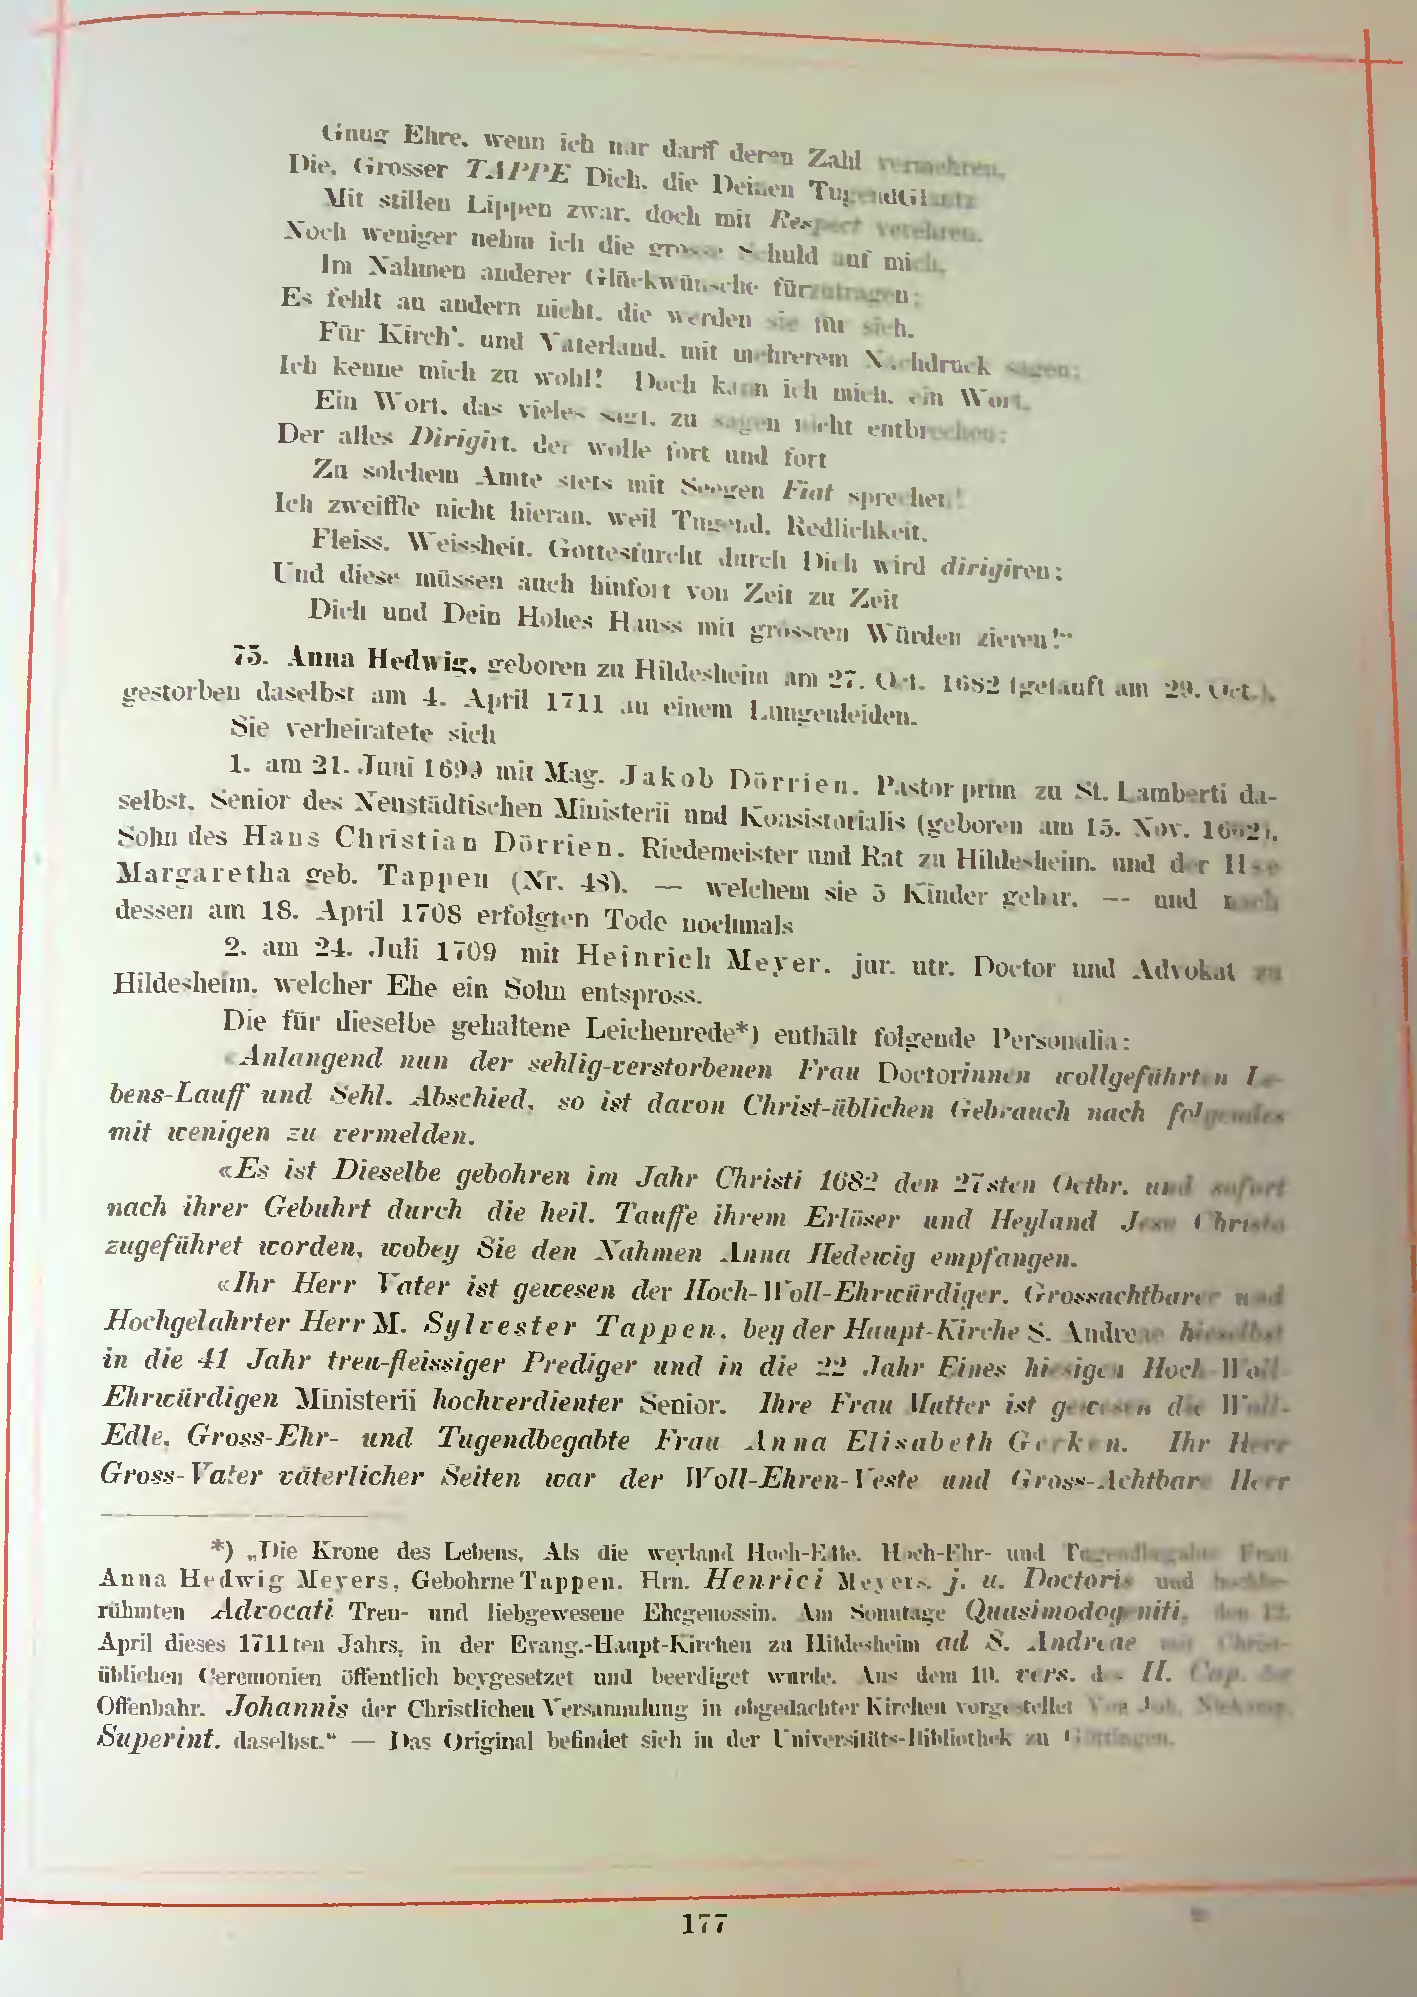 Gnug Ehre, wenn ich nur darff deren Zahl vermehren,
Die, Grosser TAPPE Dich, die Deinen Tugendglantz
Mit stillen Lippen zwar, doch mit Respect verehren.
Noch weniger nehm ich die grosse Schuld auf mich,
Im Nahmen anderer Glückwünsche fürzutragen;
Es fehlt an andern nicht, die werden sie für sich,
Für Kirch', und Vaterland, mit mehrerem Nachdruck sagen;
Ich kenne mich zu wohl! Doch kann ich mich, ein Wort,
Ein Wort, das vieles sagt, zu sagen nicht entbrechen:
Der alles Dirigirt, der wolle fort und fort
Zu solchem Amte stets mit Seegen Fiat sprechen!
Ich zweiffle nicht hieran, weil Tugend, Redlichkeit,
Fleiss, Weissheit, Gottesfurcht durch Dich wird dirigiren;
Und diese müssen auch hinfort von Zeit zu Zeit
Dich und Dein Hohes Hauss mit grössren Würden zieren!“
75. Anna Hedwig, geboren zu Hildesheim am 27. Oct. 1682 (getauft am 29. Oct.),
gestorben daselbst am 4. April 1711 an einem Lungenleiden.
Sie verheiratete sich
1. am 21. Juni 1699 mit Mag. Jakob Dörrien, Pastor prim zu St. Lamberti da-
selbst, Senior des Neustädtischen Ministerii und Konsistorialis (geboren am 15. Nov. 1662),
Sohn des Hans Christian Dörrien, Riedemeister und Rat zu Hildesheim, und der Ilse
Margaretha geb. Tappen (Nr. 48), — welchem sie 5 Kinder gebar, — und nach
dessen am 18. April 1708 erfolgten Tode nochmals
2. am 24. Juli 1709 mit Heinrich Meyer, jur. utr. Doctor und Advokat zu
Hildesheim, welcher Ehe ein Sohn entspross.
Die für dieselbe gehaltene Leichenrede*) enthält folgende Personalia:
«Anlangend nun der sehlig-verstorbenen Frau Doctorinnen wollgeführten Le-
bens-Lauff und Sehl. Abschied, so ist davon Christ-üblichen Gebrauch nach folgendes
mit wenigen zu vermelden.
«Es ist Dieselbe gebohren im Jahr Christi 1682 den 27sten Octbr. und sofort
nach ihrer Gebuhrt durch die heil. Tauffe ihrem Erlöser und Heyland Jesu Christo
zugeführet worden, wobey Sie den Nahmen Anna Hedewig empfangen.
«Ihr Herr Vater ist gewesen der Hoch-Woll-Ehrwürdiger, Grossachtbarer und
Hochgelahrter Herr M. Sylvester Tappen, bey der Haupt-Kirche S. Andreae hieselbst
in die 41 Jahr treu-fleissiger Prediger und in die 22 Jahr Eines hiesigen Hoch-Woll-
Ehrwürdigen Ministerii hochverdienter Senior. Ihre Frau Mutter ist gewesen die Woll-
Edle, Gross-Ehr- und Tugendbegabte Frau Anna Elisabeth Gerken. Ihr Herr
Gross-Vater väterlicher Seiten war der Woll-Ehren-Veste und Gross-Achtbare Herr
*) „Die Krone des Lebens, Als die weyland Hoch-Edle, Hoch-Ehr- und Tugendbegabte Frau
Anna Hedwig Meyers, Gebohrne Tappen, Hrn. Henrici Meyers, j. u. Doctoris und hochbe-
rühmten Advocati Treu- und liebgewesene Ehegenossin. Am Sonntage Quasimodogeniti, den 12.
April dieses 1711ten Jahrs, in der Evang.-Haupt-Kirchen zu Hildesheim ad S. Andreae mit Christ-
üblichen Ceremonien öffentlich beygesetzet und beerdiget wurde. Aus dem 10. vers. des II. Cap. der
Offenbahr. Johannis der Christlichen Versammlung in obgedachter Kirchen vorgestellet Von Joh.
Superint. daselbst.“ — Das Original befindet sich in der Universitäts-Bibliothek zu Göttingen.
177